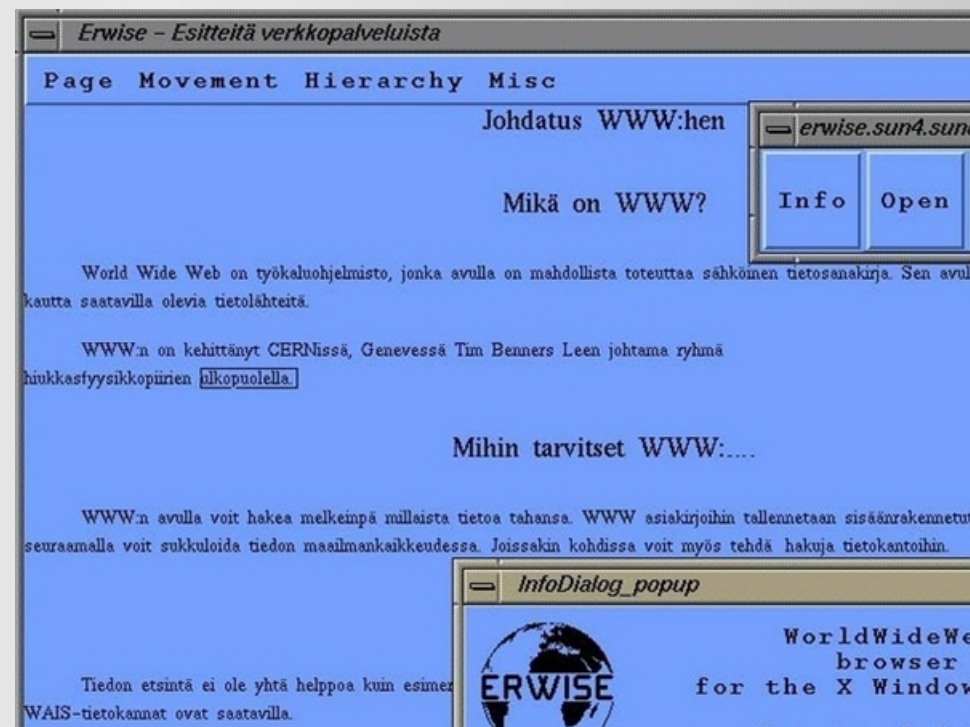 Erwise – Esitteitä verkkopalveluista
Page Movement Hierarchy Misc
Johdatus WWW:hen
erwise.sun4.sun
Info Open
Mikä on WWW?
World Wide Web on työkaluohjelmisto, jonka avulla on mahdollista toteuttaa sähköinen tietosanakirja. Sen avul
kautta saatavilla olevia tietolähteitä.
WWW:n on kehittänyt CERNissä, Genevessä Tim Benners Leen johtama ryhmä
hiukkasfyysikkopiirien ulkopuolella.
Mihin tarvitset WWW:....
WWW:n avulla voit hakea melkeinpä millaista tietoa tahansa. WWW asiakirjoihin tallennetaan sisäänrakennetu
seuraamalla voit sukkuloida tiedon maailmankaikkeudessa. Joissakin kohdissa voit myös tehdä hakuja tietokantoihin.
InfoDialog_popup
WorldWideWe
browser
for the X Window
ERWISE
Tiedon etsintä ei ole yhtä helppoa kuin esimer
WAIS-tietokannat ovat saatavilla.